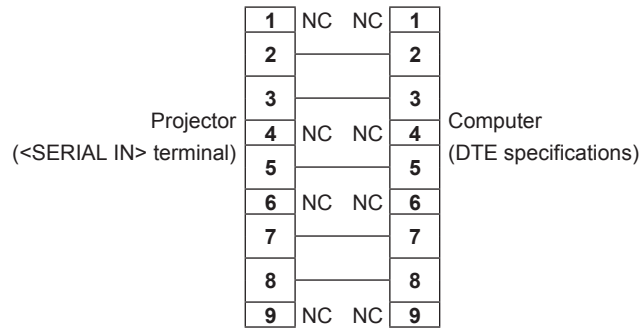 1 NC NC 1
2 2
3 3
Projector
(<SERIAL IN> terminal)
4 NC NC 4
Computer
(DTE specifications)
5 5
6 NC NC 6
7 7
8 8
9 NC NC 9